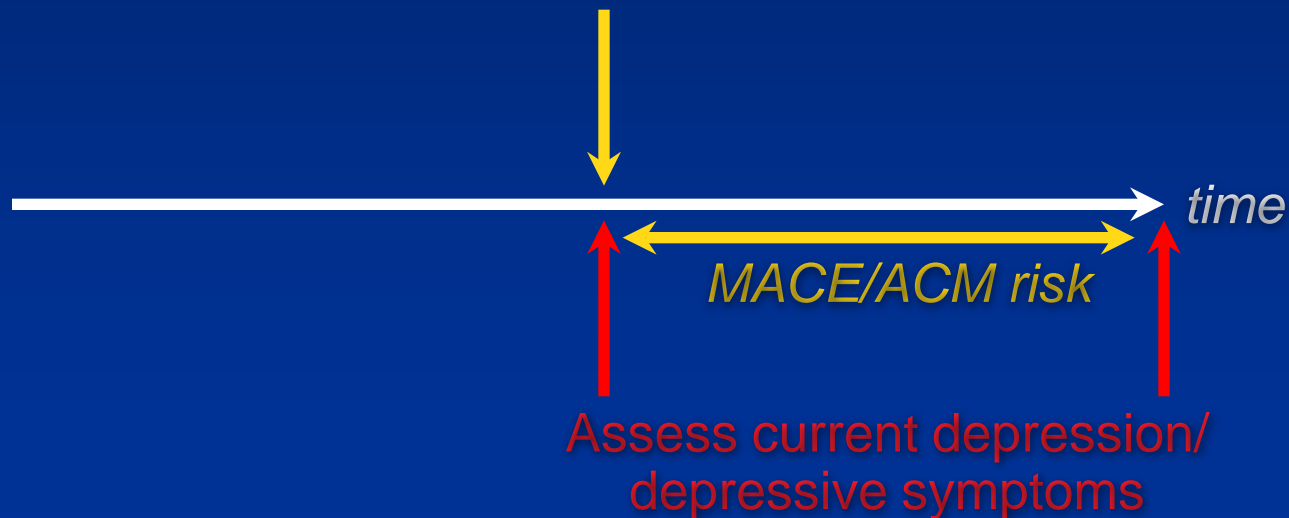 time
MACE/ACM risk
Assess current depression/
depressive symptoms